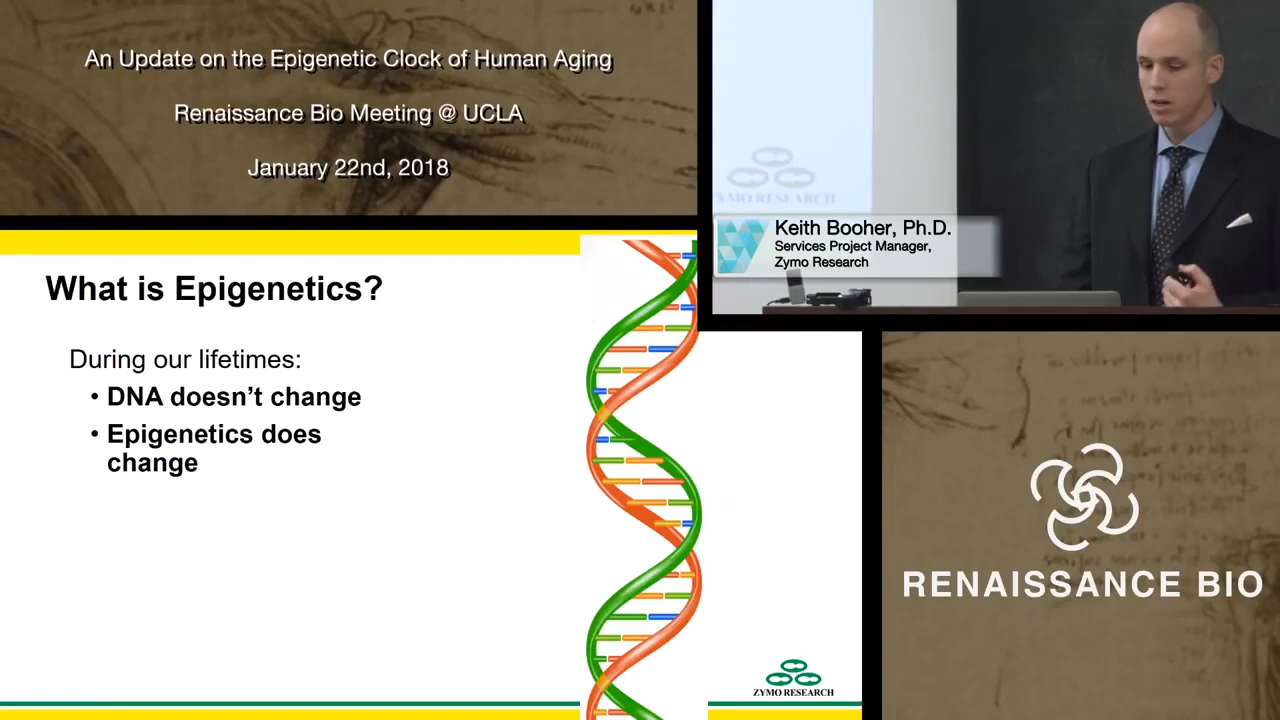 An Update on the Epigenetic Clock of Human Aging
Renaissance Bio Meeting @ UCLA
January 22nd, 2018
ZYMO RESEARCH
Keith Booher, Ph.D.
Services Project Manager,
Zymo Research
What is Epigenetics?
During our lifetimes:
• DNA doesn't change
• Epigenetics does
change
ZYMO RESEARCH
RENAISSANCE BIO